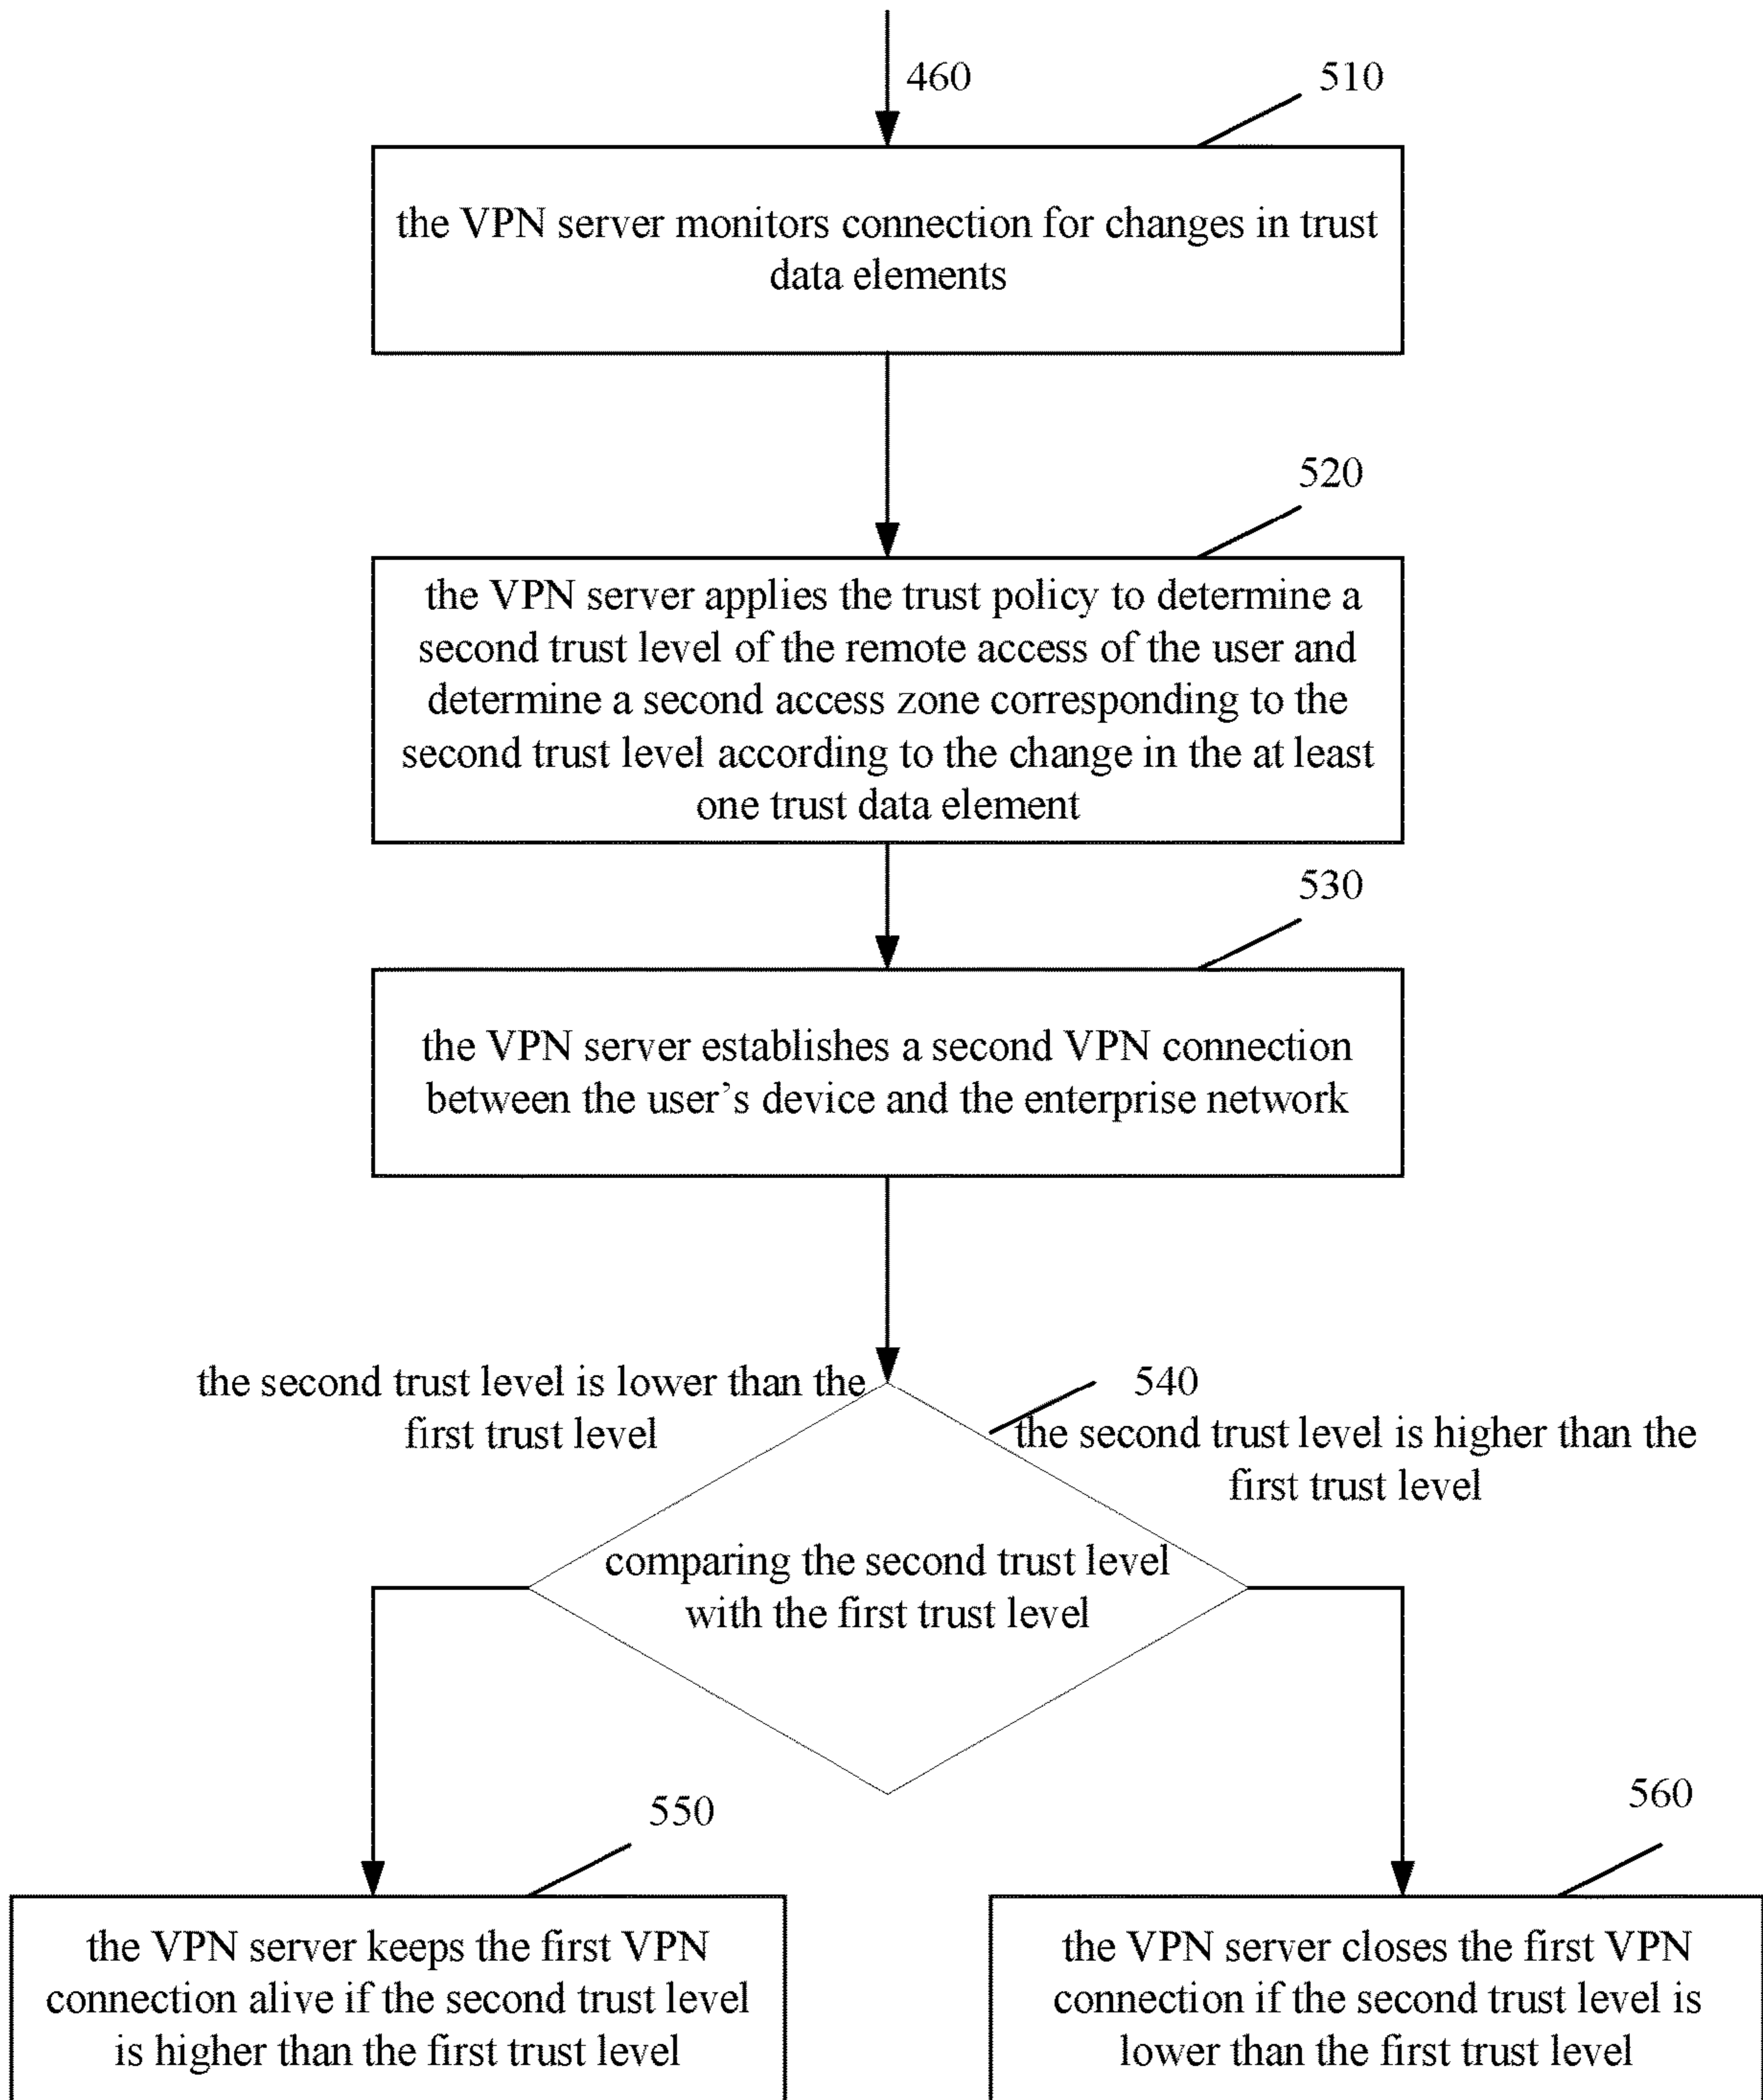 460
510
the VPN server monitors connection for changes in trust
data elements
520
the VPN server applies the trust policy to determine a
second trust level of the remote access of the user and
determine a second access zone corresponding to the
second trust level according to the change in the at least
one trust data element
530
the VPN server establishes a second VPN connection
between the user’s device and the enterprise network
the second trust level is lower than the
first trust level
540
the second trust level is higher than the
first trust level
comparing the second trust level
with the first trust level
550
the VPN server keeps the first VPN
connection alive if the second trust level
is higher than the first trust level
560
the VPN server closes the first VPN
connection if the second trust level is
lower than the first trust level